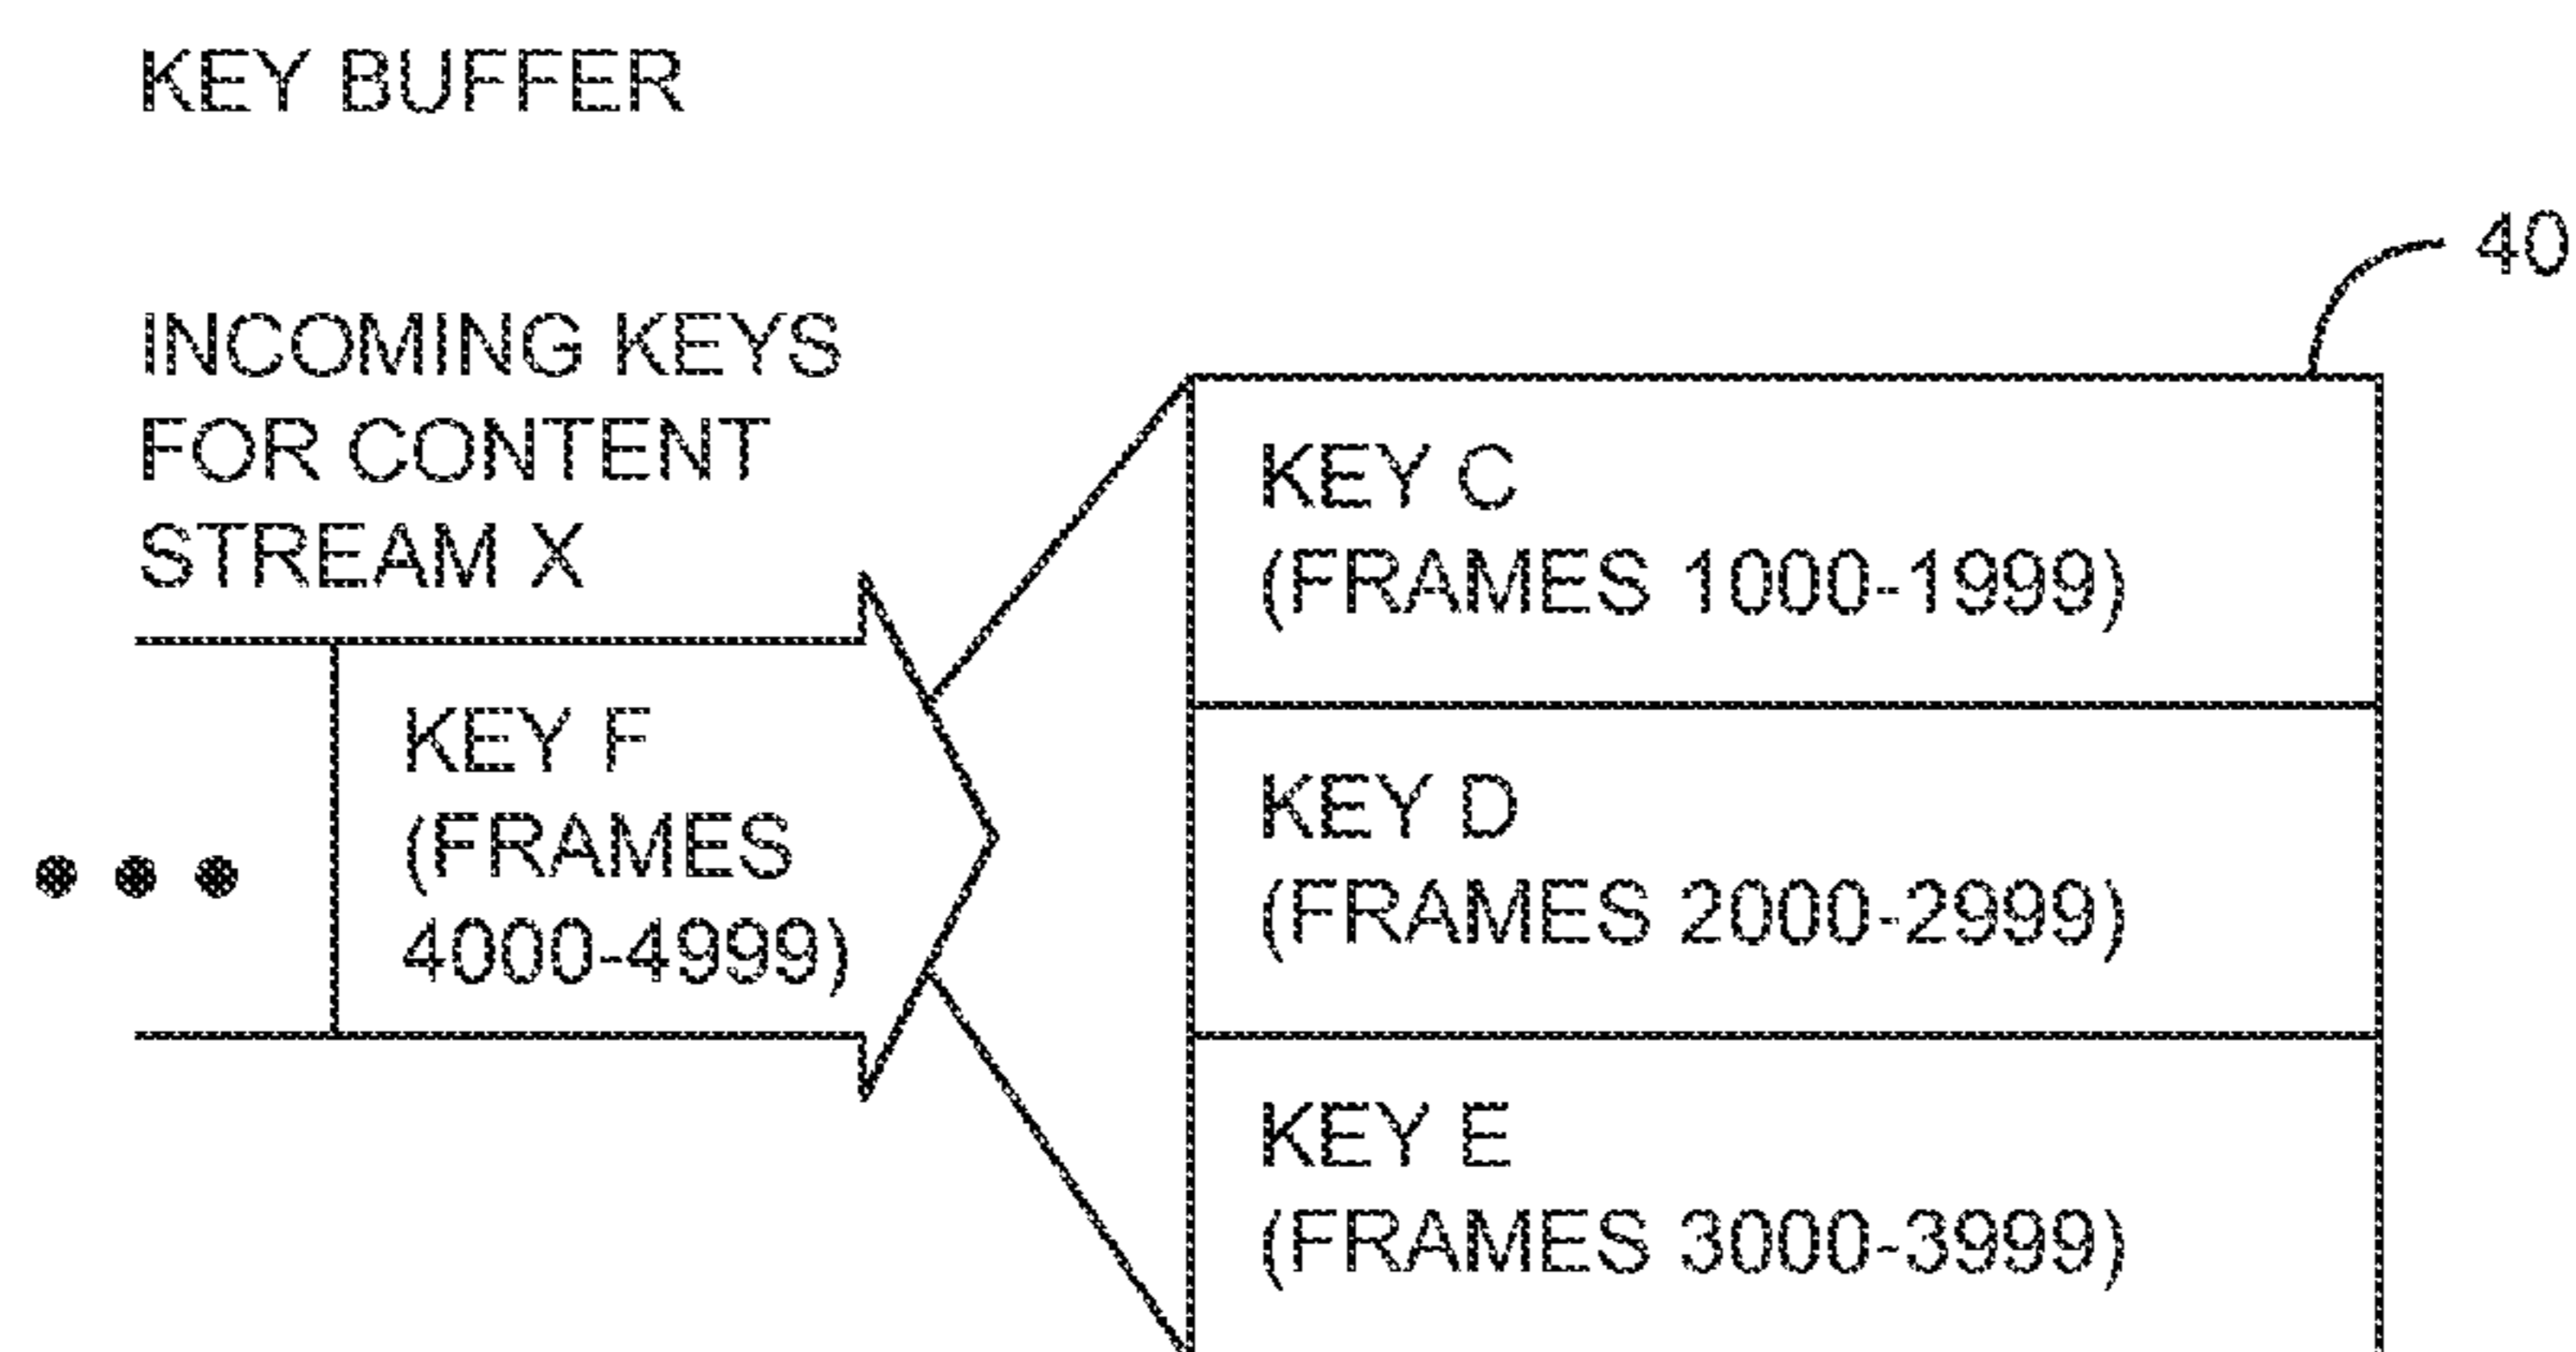 KEY BUFFER
40
INCOMING KEYS
FOR CONTENT
STREAM X
KEY F
(FRAMES
4000-4999)
KEY C
(FRAMES 1000-1999)
KEY D
(FRAMES 2000-2999)
KEY E
(FRAMES 3000-3999)